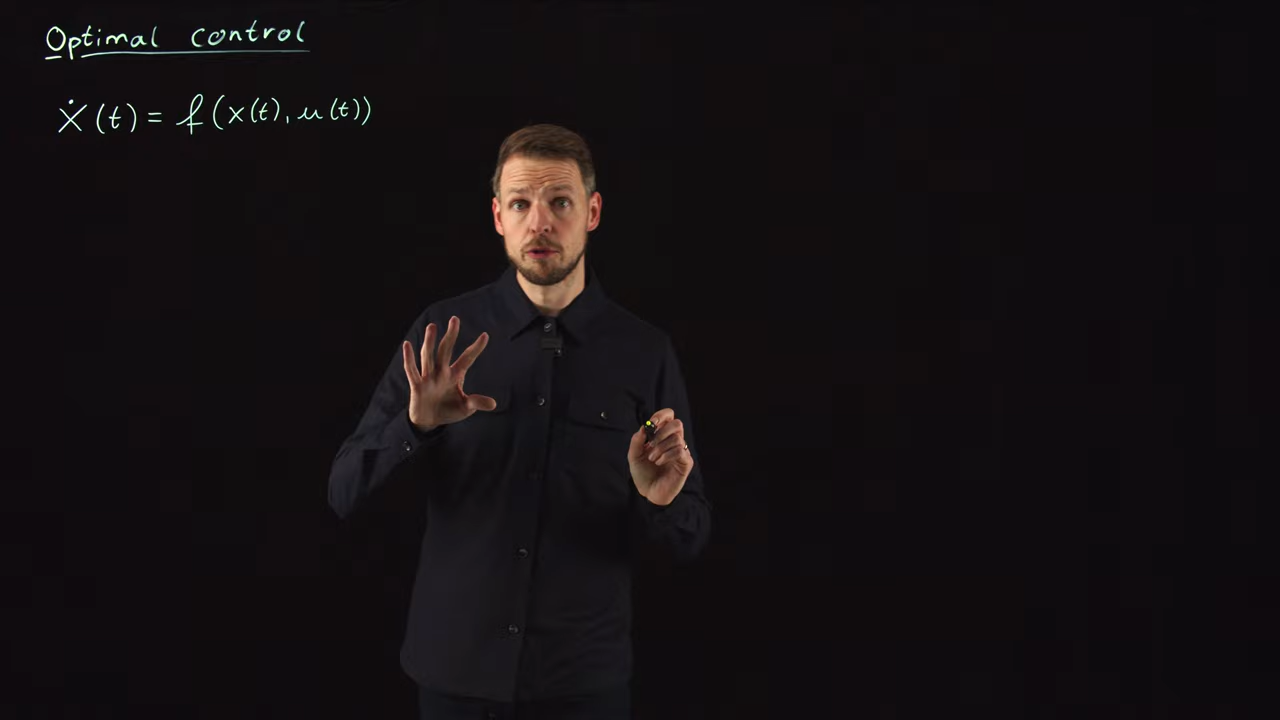 Optimal control
ẋ(t) = f(x(t), u(t))